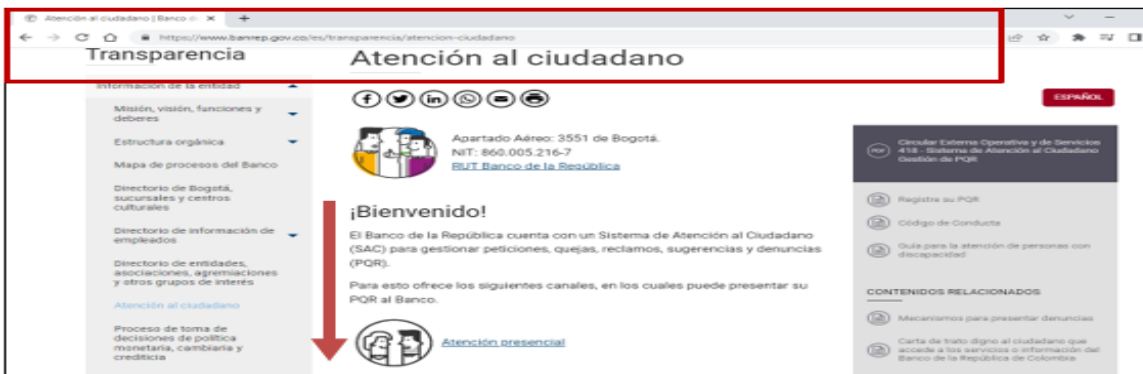 Atención al ciudadano | Banco d
https://www.banrep.gov.co/es/transparencia/atencion-ciudadano
Transparencia
Información de la entidad
Misión, visión, funciones y
deberes
Estructura orgánica
Mapa de procesos del Banco
Directorio de Bogotá,
sucursales y centros
culturales
Directorio de información de
empleados
Directorio de entidades,
asociaciones, agremiaciones
y otros grupos de interés
Atención al ciudadano
Proceso de toma de
decisiones de política
monetaria, cambiaria y
crediticia
Atención al ciudadano
Apartado Aéreo: 3551 de Bogotá.
NIT: 860.005.216-7
RUT Banco de la República
¡Bienvenido!
El Banco de la República cuenta con un Sistema de Atención al Ciudadano
(SAC) para gestionar peticiones, quejas, reclamos, sugerencias y denuncias
(PQR).
Para esto ofrece los siguientes canales, en los cuales puede presentar su
PQR al Banco.
Atención presencial
ESPAÑOL
PDF
Circular Externa Operativa y de Servicios
418 - Sistema de Atención al Ciudadano
Gestión de PQR
Registre su PQR
Código de Conducta
Guía para la atención de personas con
discapacidad
CONTENIDOS RELACIONADOS
Mecanismos para presentar denuncias
Carta de trato digno al ciudadano que
accede a los servicios o información del
Banco de la República de Colombia